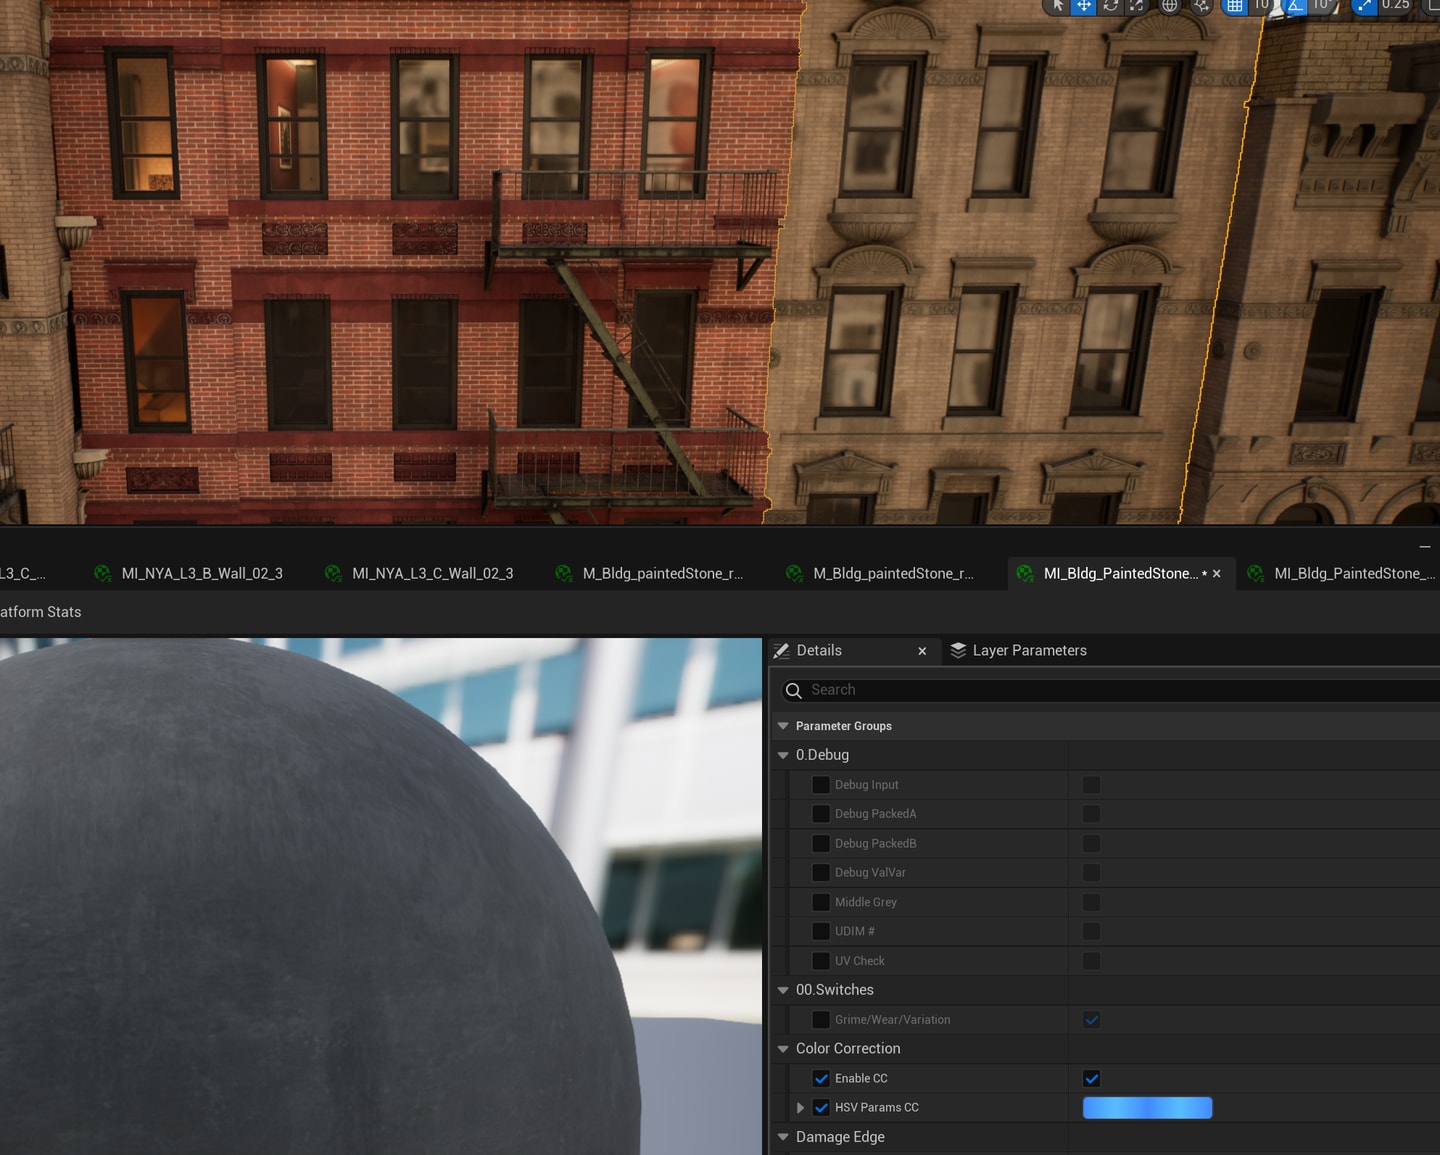 10
10°
0.25
L3_C_...
MI_NYA_L3_B_Wall_02_3
MI_NYA_L3_C_Wall_02_3
M_Bldg_paintedStone_r...
M_Bldg_paintedStone_r...
MI_Bldg_PaintedStone... •
MI_Bldg_PaintedStone_...
atform Stats
Details
Layer Parameters
Search
Parameter Groups
0.Debug
Debug Input
Debug PackedA
Debug PackedB
Debug ValVar
Middle Grey
UDIM #
UV Check
00.Switches
Grime/Wear/Variation
Color Correction
Enable CC
HSV Params CC
Damage Edge